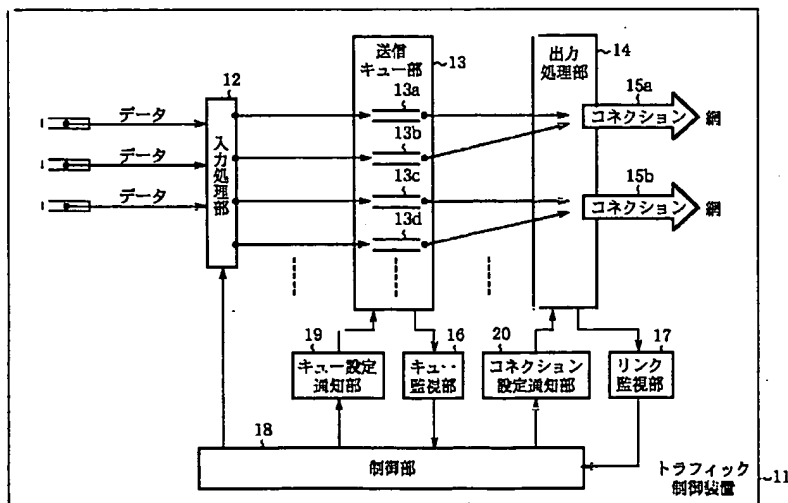 12
送信
キュー部
13
出力
処理部
14
13a
15a
データ
コネクション
網
13b
データ
入力処理部
13c
15b
データ
コネクション
網
13d
19
キュー設定
通知部
16
キュー・・
監視部
20
コネクション
設定通知部
17
リンク
監視部
18
制御部
トラフィック
制御装置
11